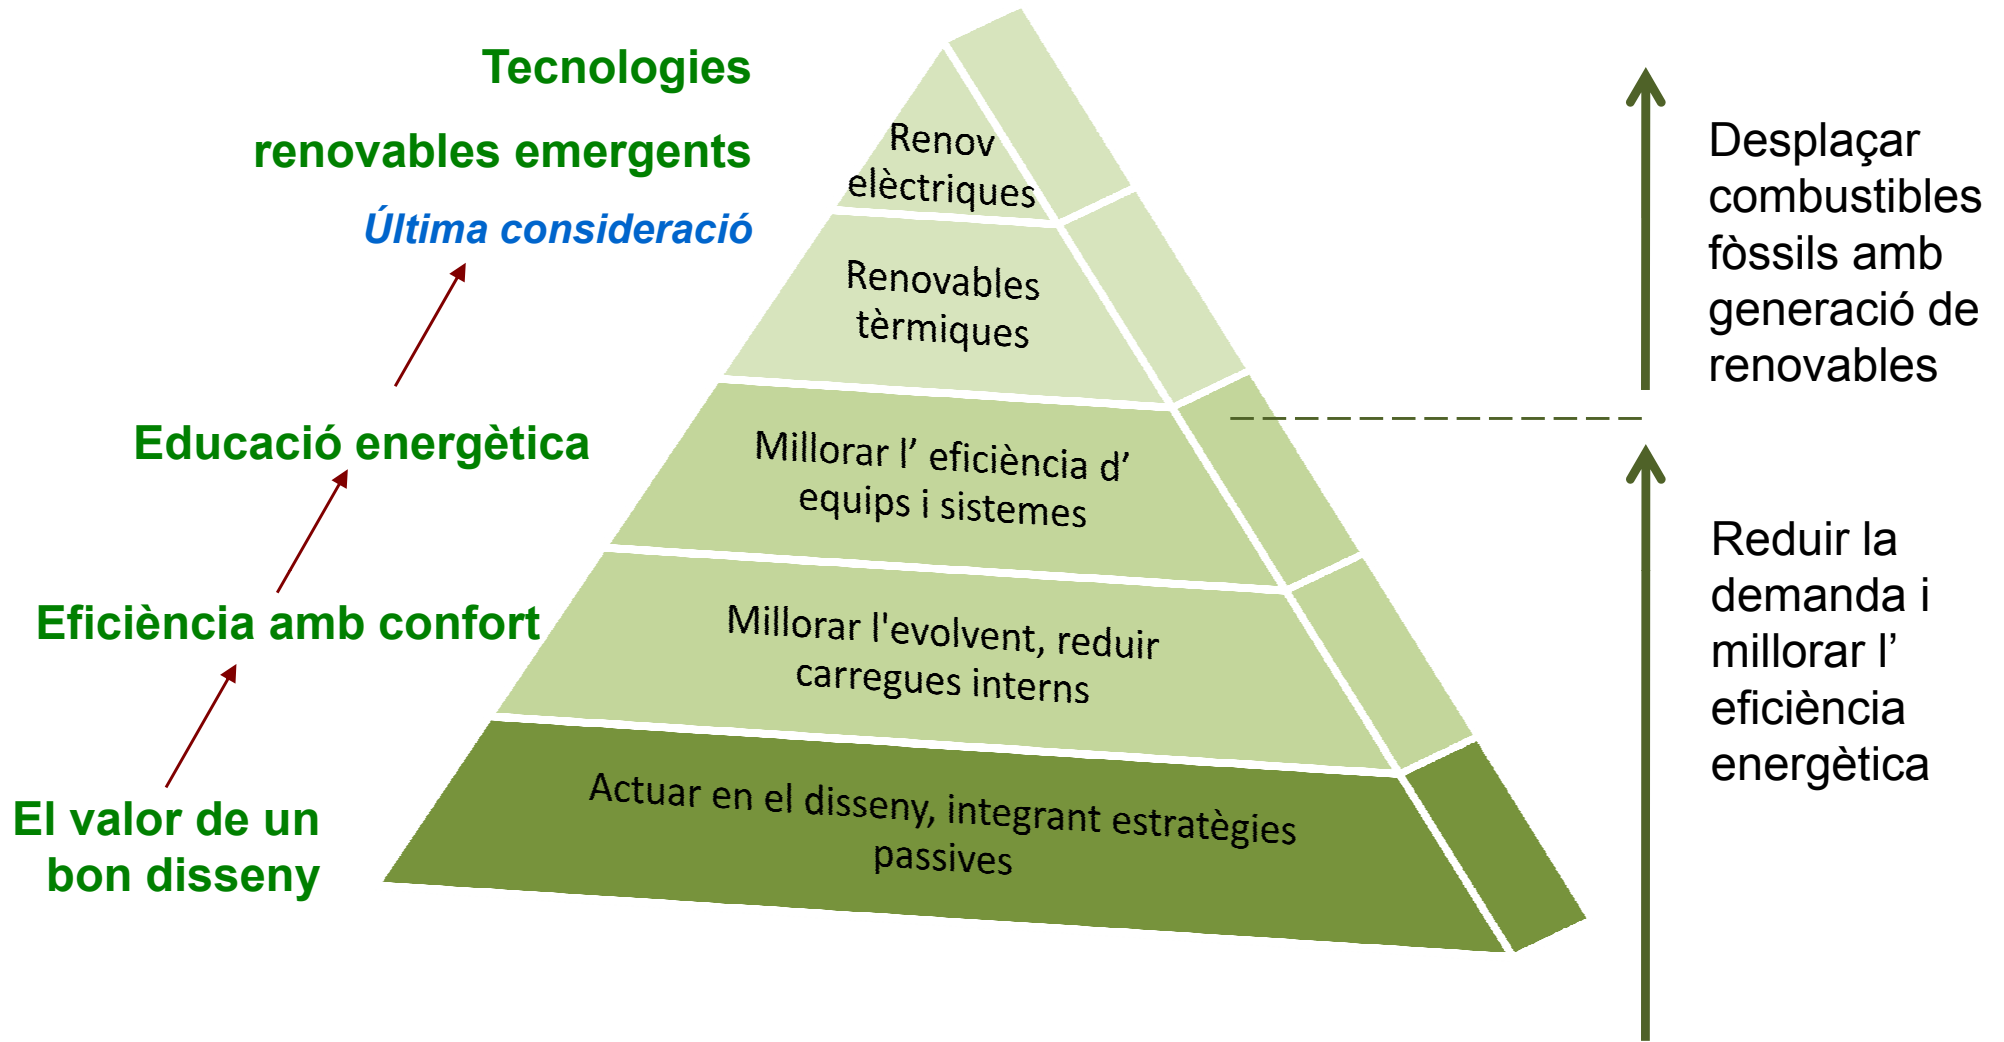 Tecnologies
renovables emergents
Última consideració
Educació energètica
Eficiència amb confort
El valor de un
bon disseny
Renov
elèctriques
Renovables
tèrmiques
Millorar l’ eficiència d’
equips i sistemes
Millorar l'evolvent, reduir
carregues interns
Actuar en el disseny, integrant estratègies
passives
Desplaçar
combustibles
fòssils amb
generació de
renovables
Reduir la
demanda i
millorar l’
eficiència
energètica